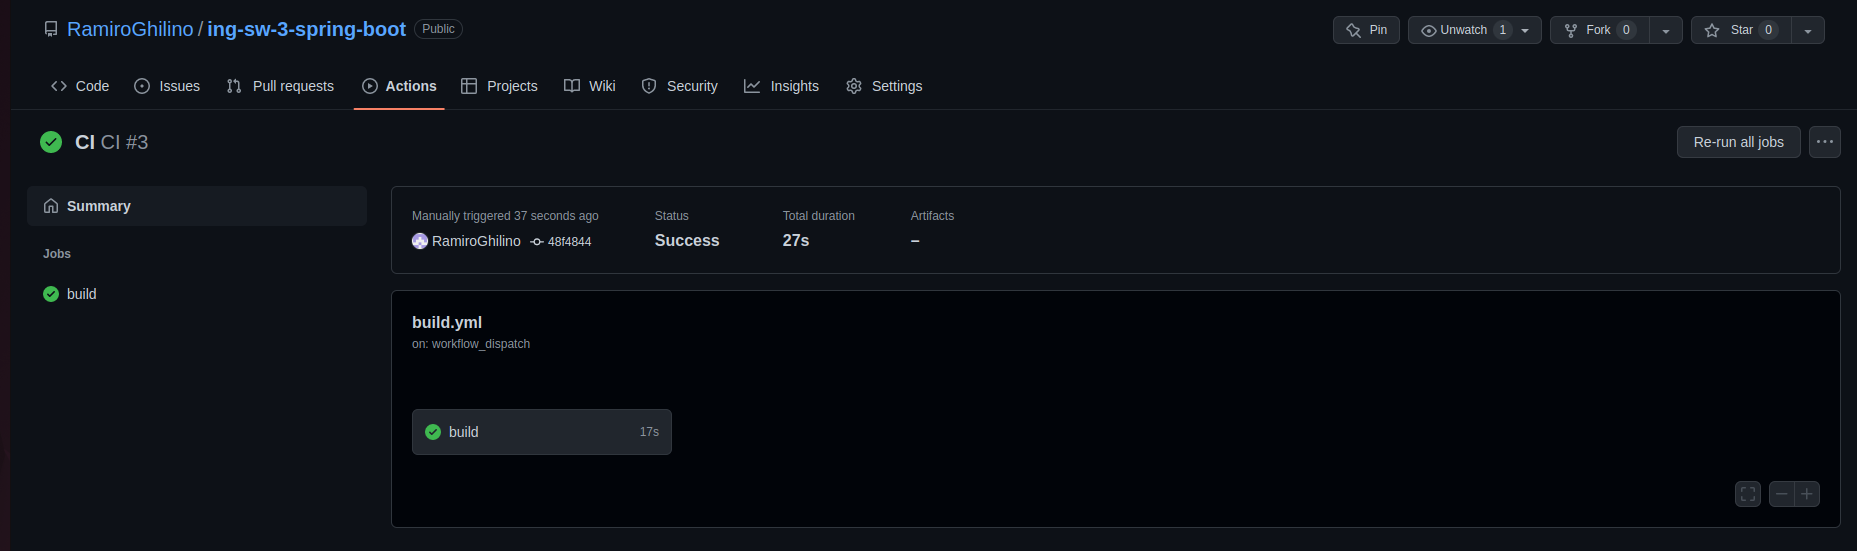 RamiroGhilino / ing-sw-3-spring-boot Public
Pin Unwatch 1 Fork 0 Star 0
Code Issues Pull requests Actions Projects Wiki Security Insights Settings
CI CI #3
Re-run all jobs
Summary
Jobs
build
Manually triggered 37 seconds ago Status Total duration Artifacts
RamiroGhilino 48f4844 Success 27s –
build.yml
on: workflow_dispatch
build 17s